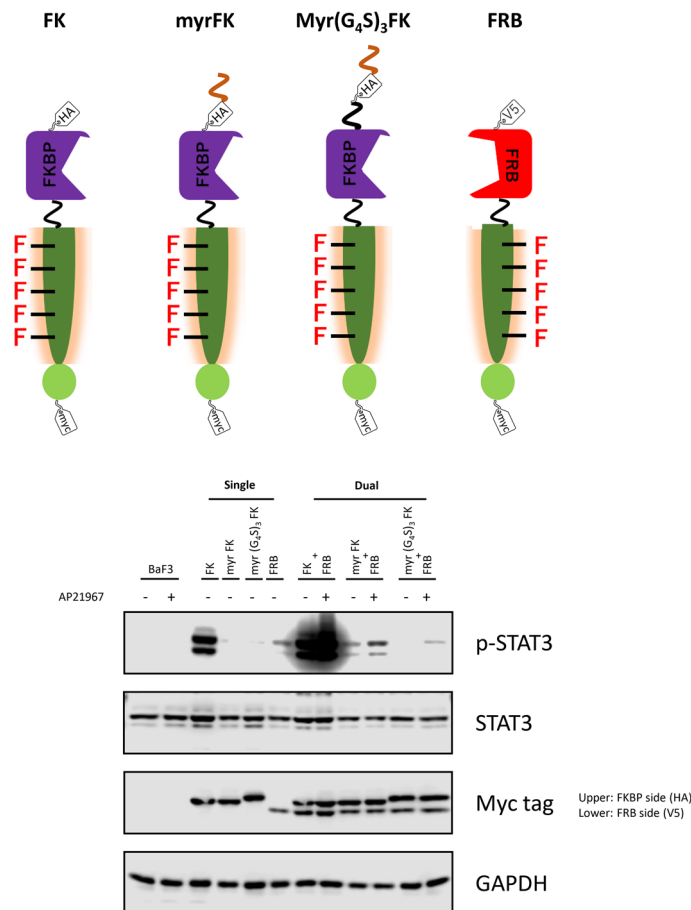 FK myrFK Myr(G₄S)₃FK FRB
HA HA HA V5
FKBP FKBP FKBP FRB
F F F F
F F F F
F F F F
F F F F
F F F F
myc myc myc myc
Single Dual
BaF3 FK myr FK myr (G₄S)₃ FK FRB FK + FRB myr FK + FRB myr (G₄S)₃ FK + FRB
AP21967 - + - - - - - + - + - +
p-STAT3
STAT3
Myc tag
Upper: FKBP side (HA)
Lower: FRB side (V5)
GAPDH